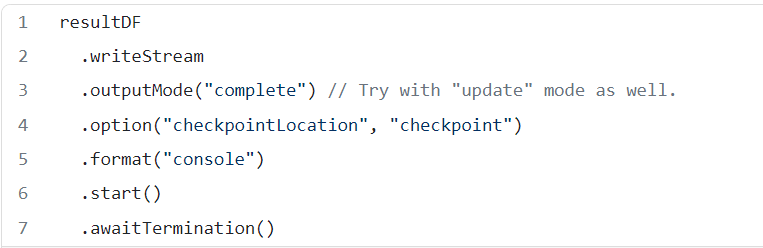 1 resultDF
2 .writeStream
3 .outputMode("complete") // Try with "update" mode as well.
4 .option("checkpointLocation", "checkpoint")
5 .format("console")
6 .start()
7 .awaitTermination()